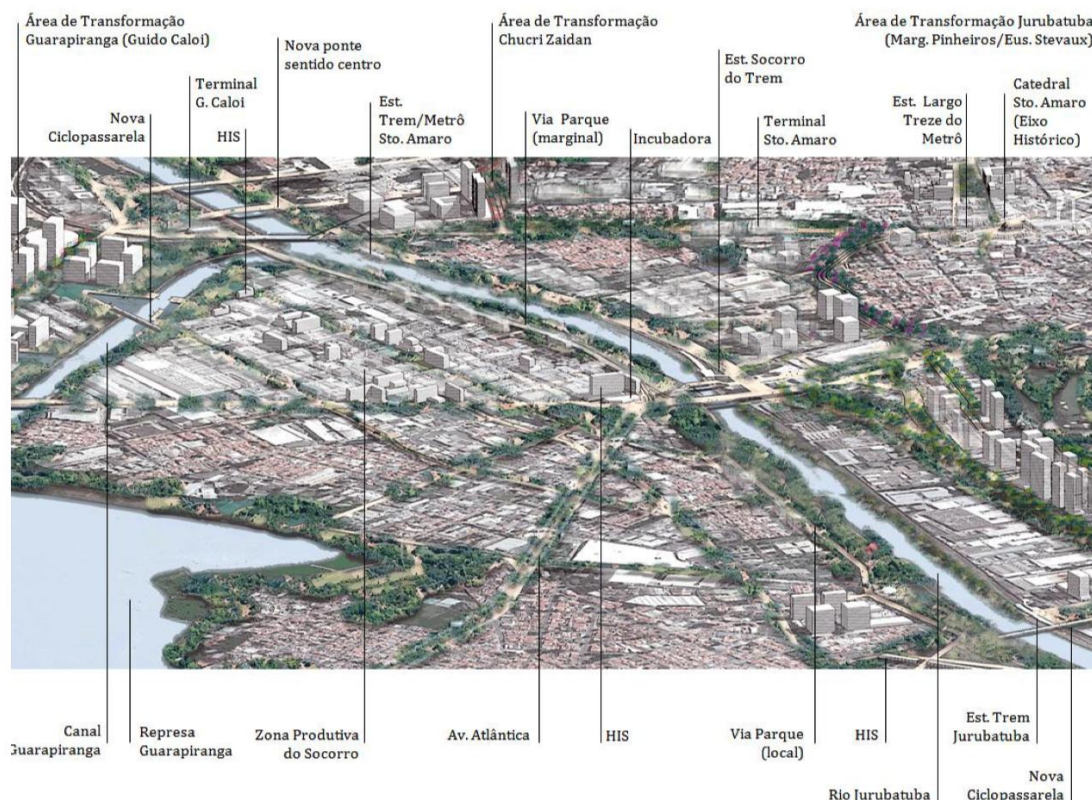 Área de Transformação
Guarapiranga (Guido Caloi)
Área de Transformação
Chucri Zaidan
Área de Transformação Jurubatuba
(Marg. Pinheiros/Eus. Stevaux)
Nova ponte
sentido centro
Est. Socorro
do Trem
Terminal
G. Caloi
Catedral
Sto. Amaro
(Eixo
Histórico)
Est.
Trem/Metrô
Sto. Amaro
Est. Largo
Treze do
Metrô
Nova
Ciclopassarela
HIS
Via Parque
(marginal)
Incubadora
Terminal
Sto. Amaro
Canal
Guarapiranga
Represa
Guarapiranga
Zona Produtiva
do Socorro
Av. Atlântica
HIS
Via Parque
(local)
HIS
Est. Trem
Jurubatuba
Rio Jurubatuba
Nova
Ciclopassarela